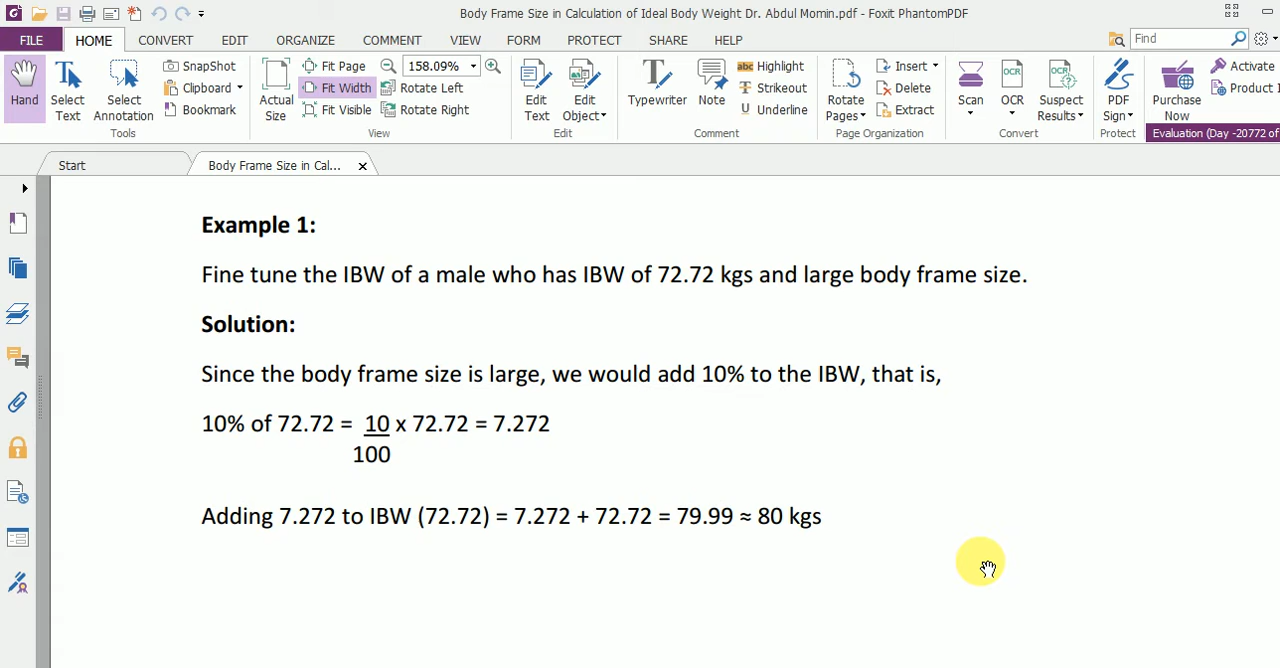 Body Frame Size in Calculation of Ideal Body Weight Dr. Abdul Momin.pdf - Foxit PhantomPDF
FILE HOME CONVERT EDIT ORGANIZE COMMENT VIEW FORM PROTECT SHARE HELP Find
Hand
Select Text
Select Annotation
SnapShot
Clipboard
Bookmark
Tools
Actual Size
Fit Page
Fit Width
Fit Visible
158.09%
Rotate Left
Rotate Right
View
Edit Text
Edit Object
Edit
Typewriter
Note
Highlight
Strikeout
Underline
Comment
Rotate Pages
Insert
Delete
Extract
Page Organization
Scan
OCR
Suspect Results
Convert
PDF Sign
Protect
Purchase Now
Activate
Product
Evaluation (Day -20772 of
Start
Body Frame Size in Cal...
Example 1:
Fine tune the IBW of a male who has IBW of 72.72 kgs and large body frame size.
Solution:
Since the body frame size is large, we would add 10% to the IBW, that is,
10% of 72.72 = 10 x 72.72 = 7.272
100
Adding 7.272 to IBW (72.72) = 7.272 + 72.72 = 79.99 ≈ 80 kgs